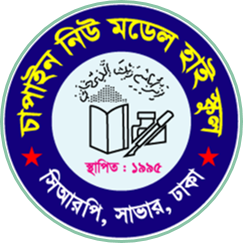 চাপাইন নিউ মডেল হাই স্কুল
স্থাপিত : ১৯৯৫
সিআরপি, সাভার, ঢাকা